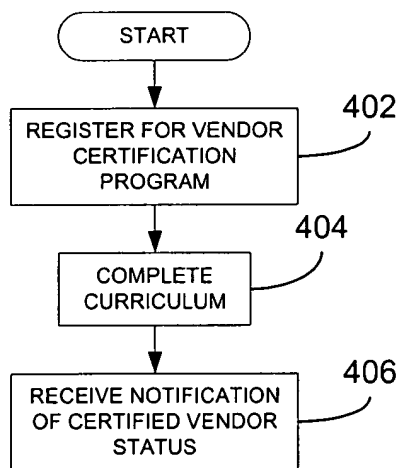 START
REGISTER FOR VENDOR
CERTIFICATION
PROGRAM
402
COMPLETE
CURRICULUM
404
RECEIVE NOTIFICATION
OF CERTIFIED VENDOR
STATUS
406